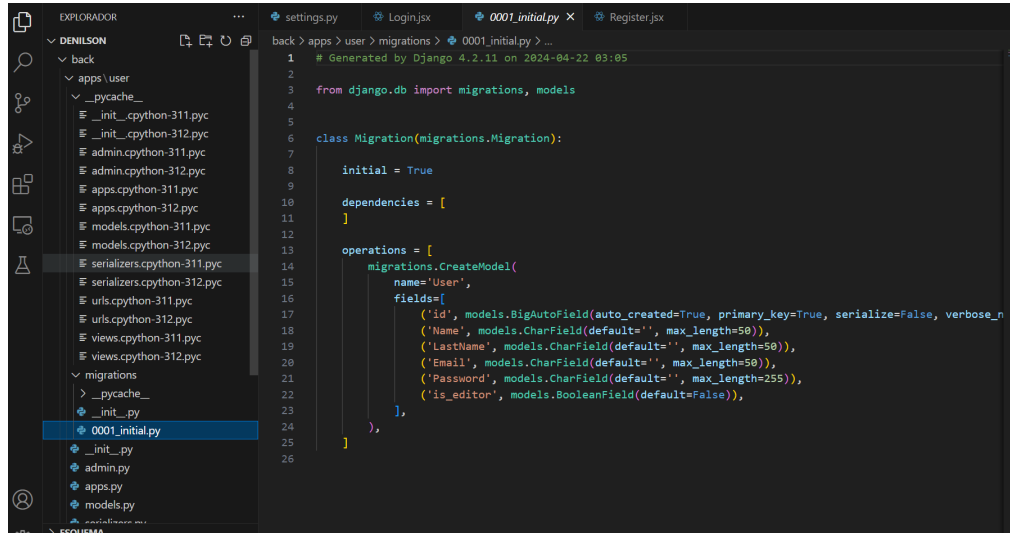 EXPLORADOR ...
DENILSON
back
apps\user
__pycache__
__init__.cpython-311.pyc
__init__.cpython-312.pyc
admin.cpython-311.pyc
admin.cpython-312.pyc
apps.cpython-311.pyc
apps.cpython-312.pyc
models.cpython-311.pyc
models.cpython-312.pyc
serializers.cpython-311.pyc
serializers.cpython-312.pyc
urls.cpython-311.pyc
urls.cpython-312.pyc
views.cpython-311.pyc
views.cpython-312.pyc
migrations
__pycache__
__init__.py
0001_initial.py
__init__.py
admin.py
apps.py
models.py
serializers.py
ESQUEMA
settings.py Login.jsx 0001_initial.py Register.jsx
back > apps > user > migrations > 0001_initial.py > ...
1 # Generated by Django 4.2.11 on 2024-04-22 03:05
2
3 from django.db import migrations, models
4
5
6 class Migration(migrations.Migration):
7
8 initial = True
9
10 dependencies = [
11 ]
12
13 operations = [
14 migrations.CreateModel(
15 name='User',
16 fields=[
17 ('id', models.BigAutoField(auto_created=True, primary_key=True, serialize=False, verbose_n
18 ('Name', models.CharField(default='', max_length=50)),
19 ('LastName', models.CharField(default='', max_length=50)),
20 ('Email', models.CharField(default='', max_length=50)),
21 ('Password', models.CharField(default='', max_length=255)),
22 ('is_editor', models.BooleanField(default=False)),
23 ],
24 ),
25 ]
26